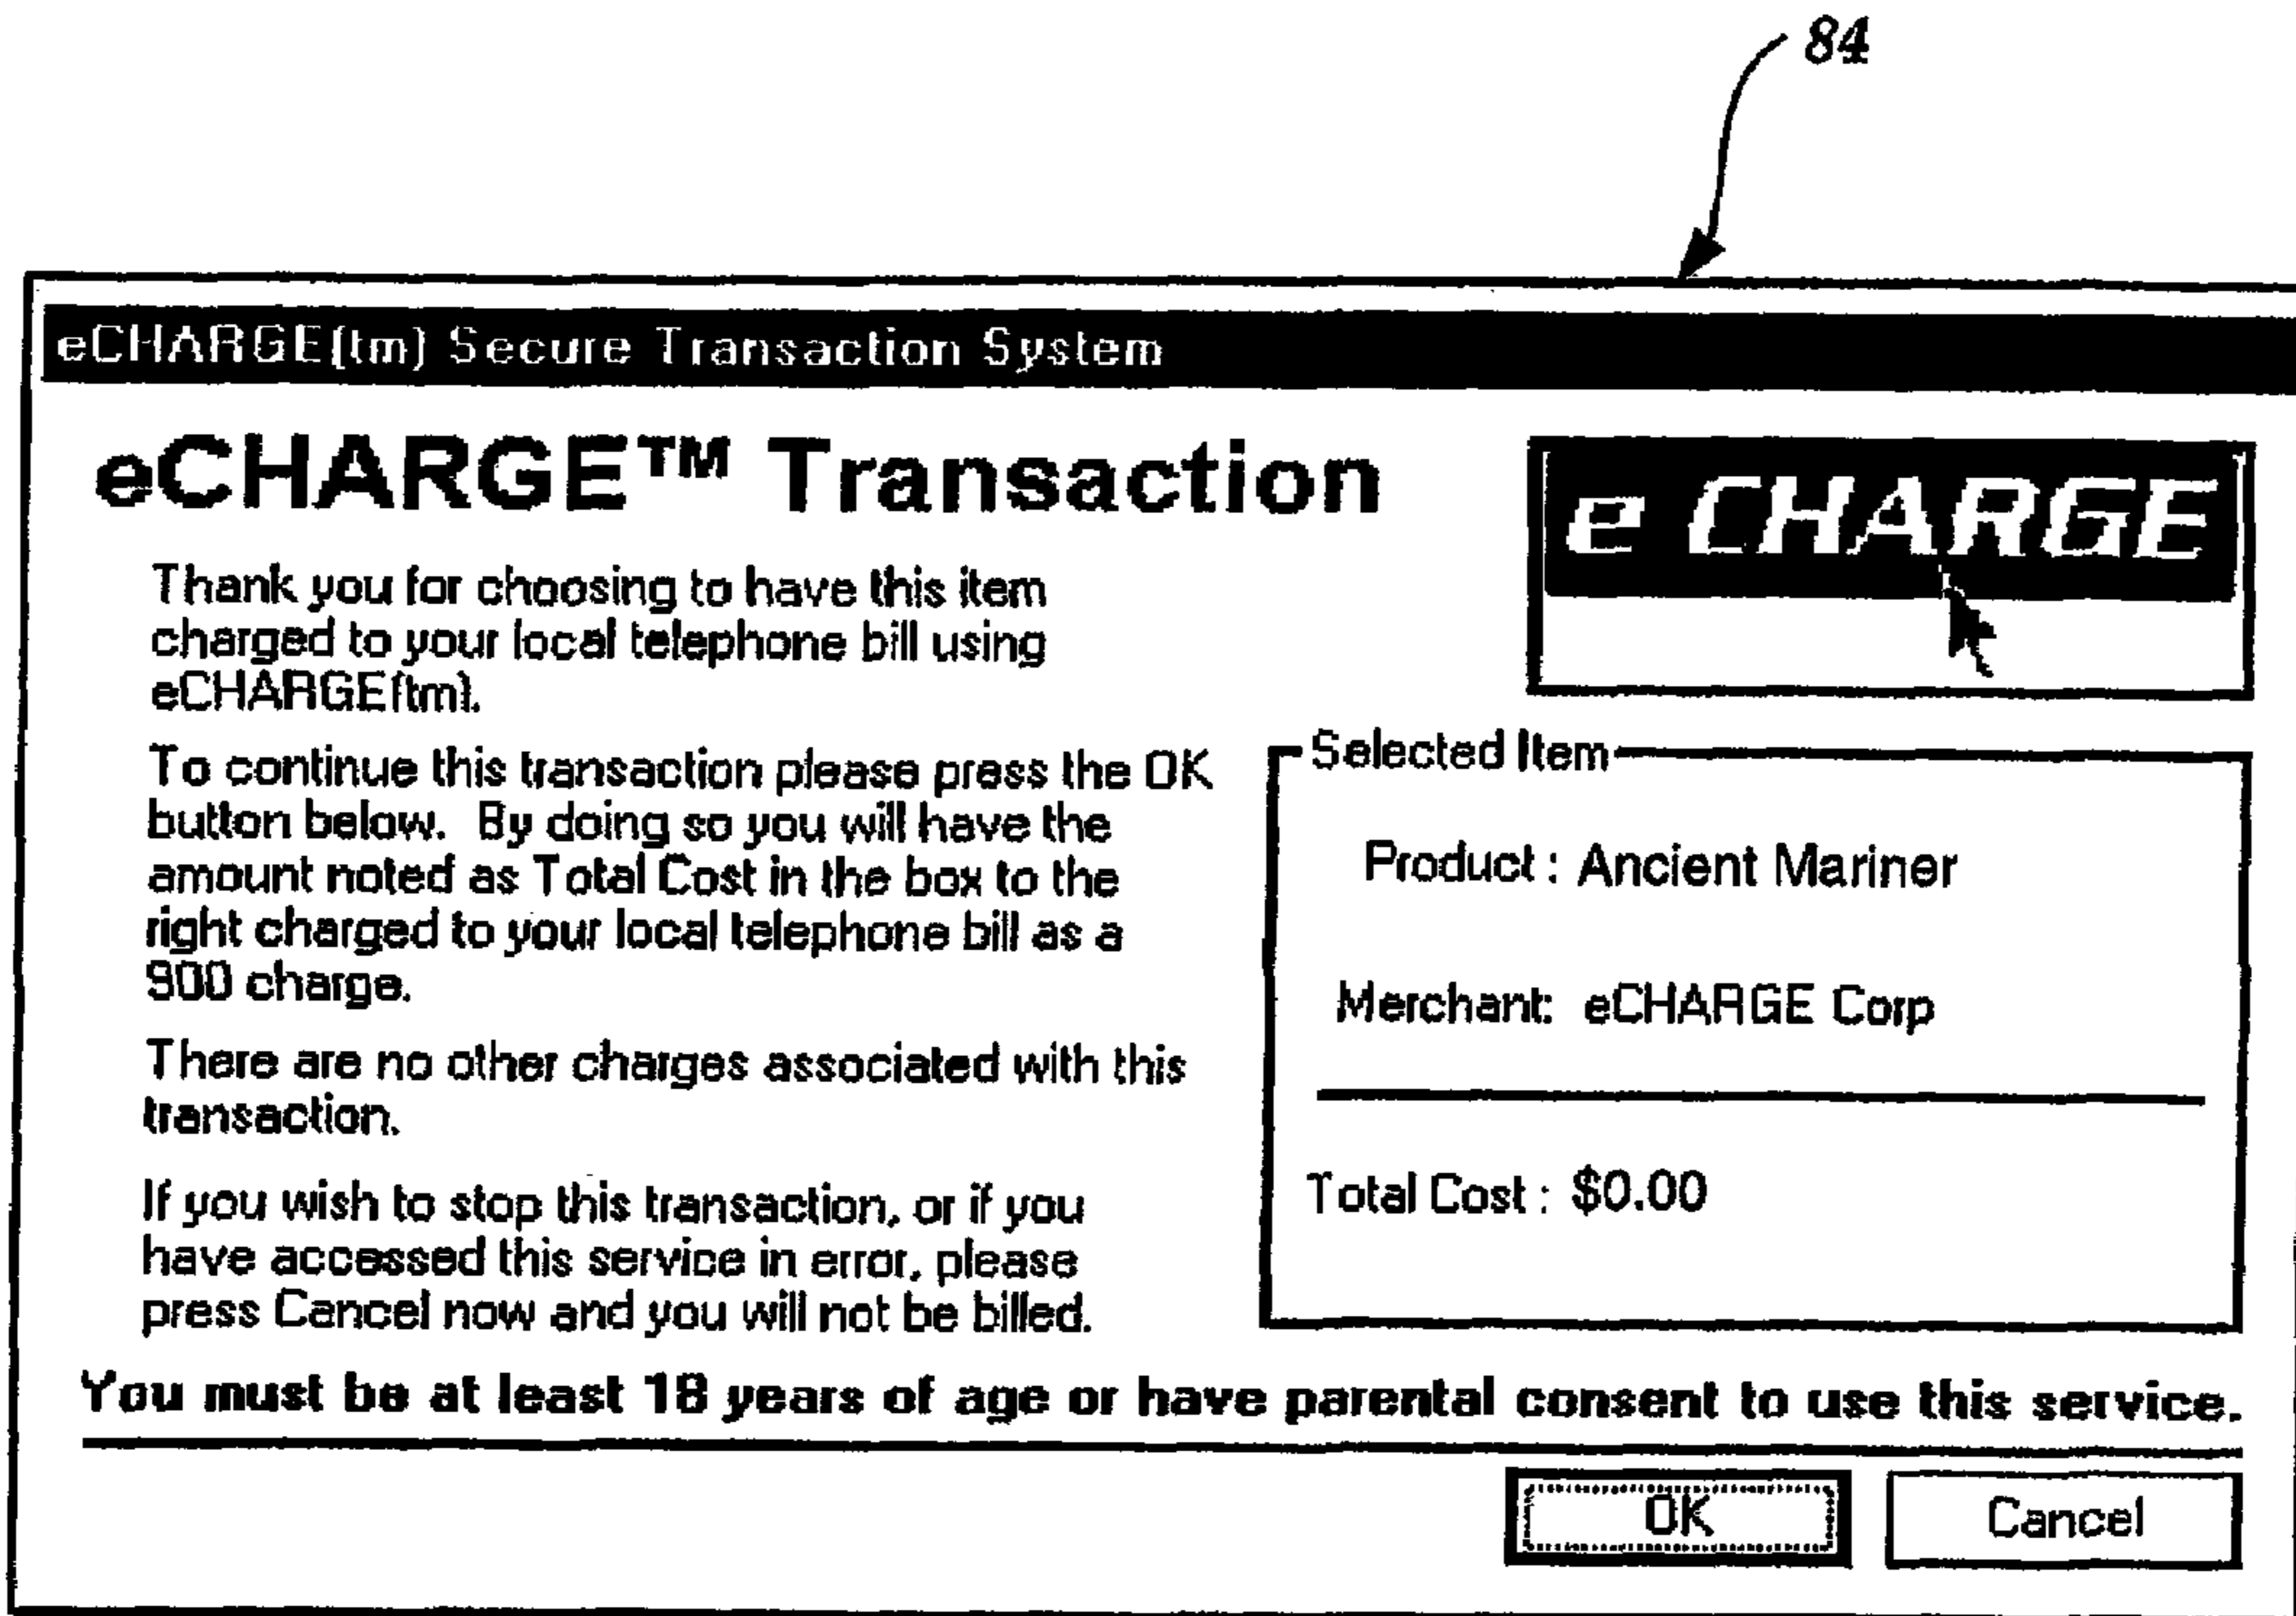 84
eCHARGE(tm) Secure Transaction System
eCHARGE™ Transaction
e CHARGE
Thank you for choosing to have this item
charged to your local telephone bill using
eCHARGE(tm).
To continue this transaction please press the OK
button below. By doing so you will have the
amount noted as Total Cost in the box to the
right charged to your local telephone bill as a
900 charge.
There are no other charges associated with this
transaction.
If you wish to stop this transaction, or if you
have accessed this service in error, please
press Cancel now and you will not be billed.
Selected Item
Product : Ancient Mariner
Merchant: eCHARGE Corp
Total Cost : $0.00
You must be at least 18 years of age or have parental consent to use this service.
OK
Cancel